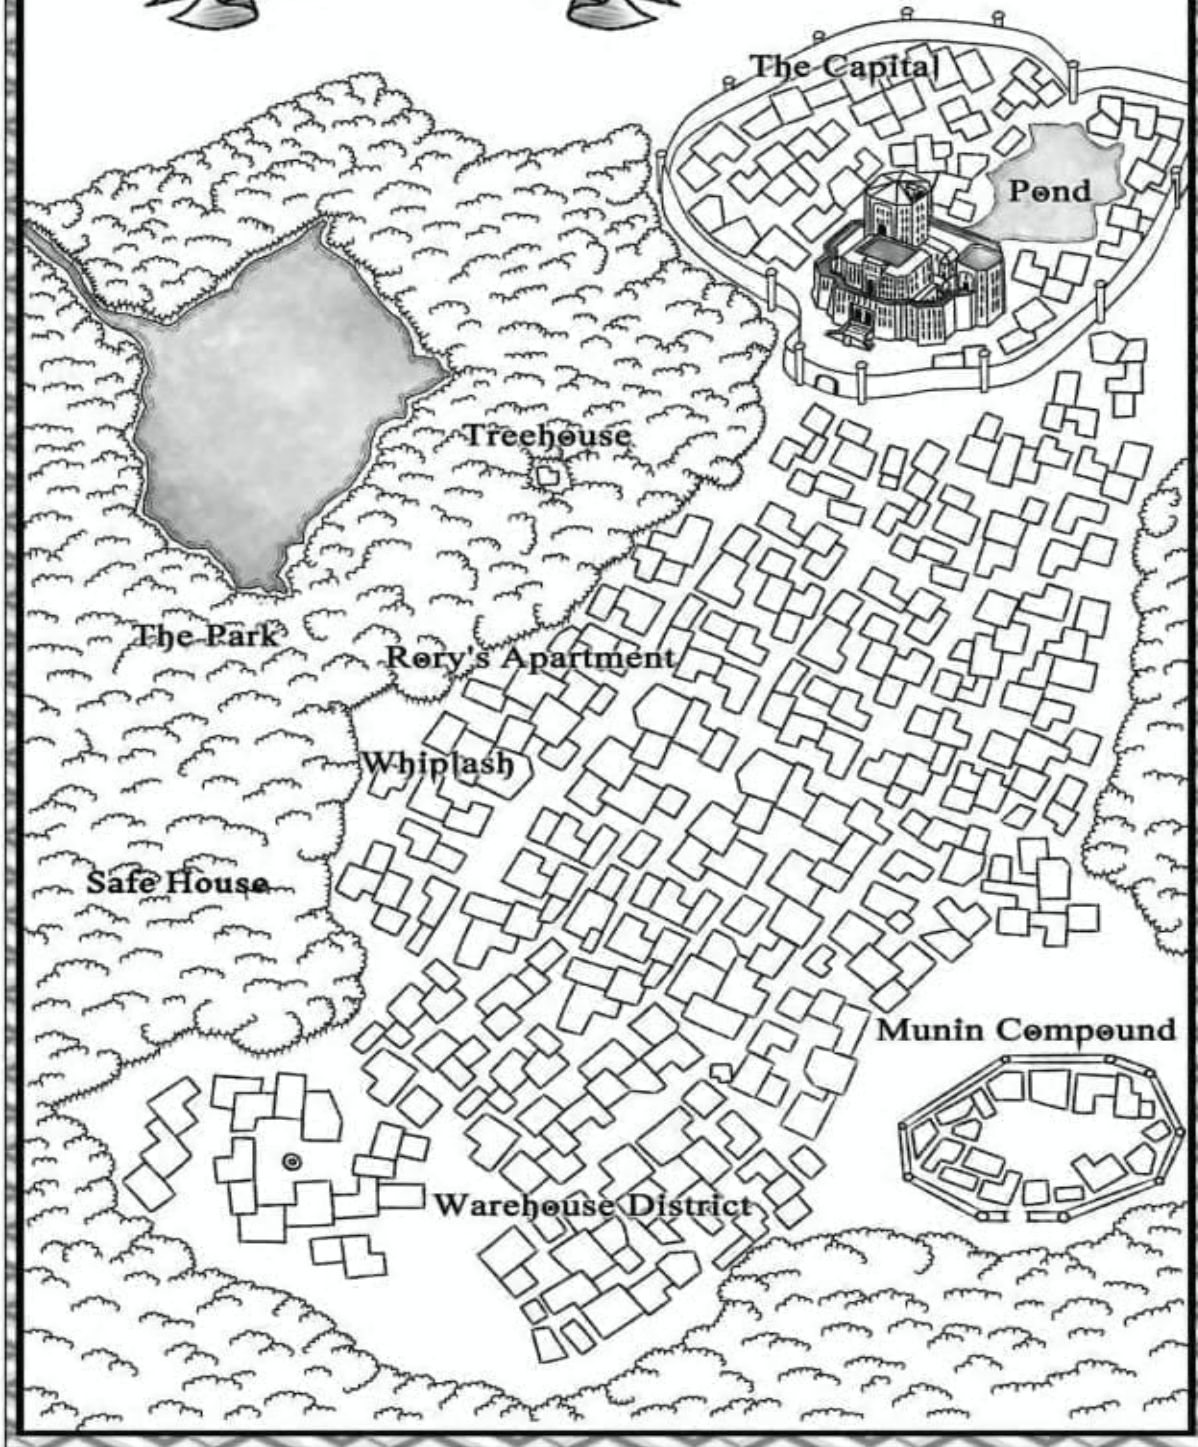 The Capital
Pond
Treehouse
The Park
Rory's Apartment
Whiplash
Safe House
Munin Compound
Warehouse District